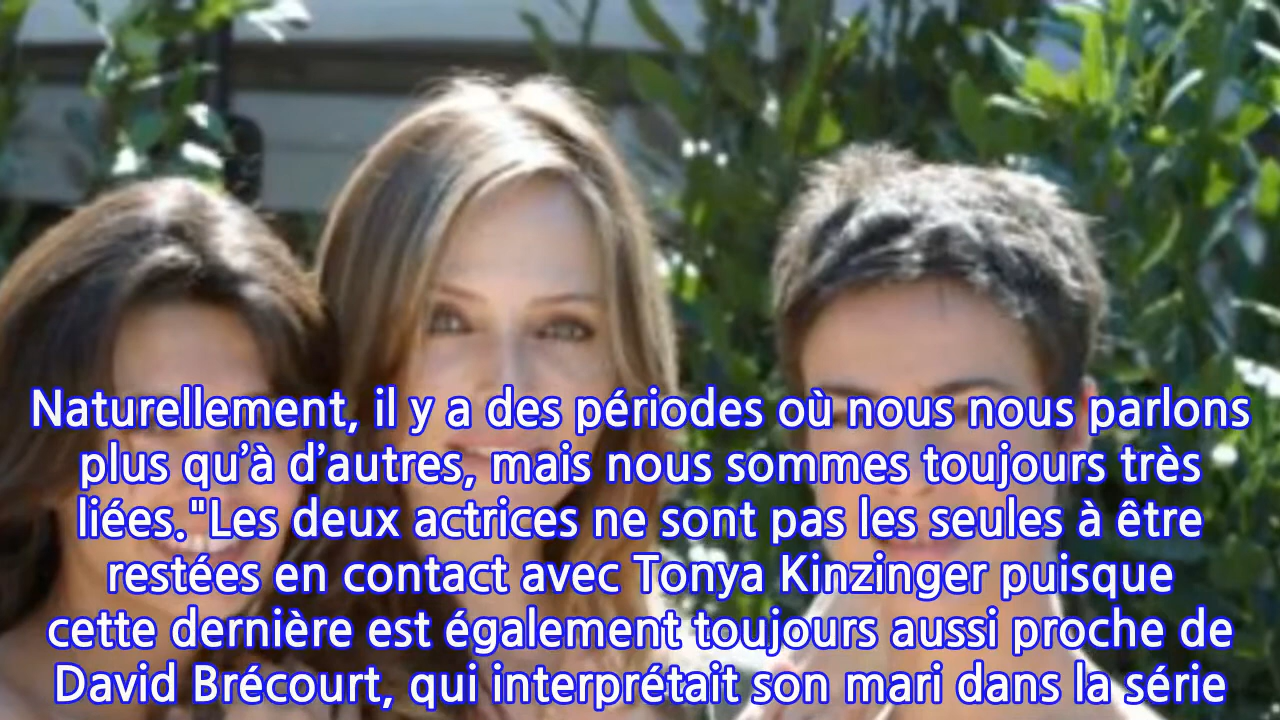 Naturellement, il y a des périodes où nous nous parlons
plus qu’à d’autres, mais nous sommes toujours très
liées."Les deux actrices ne sont pas les seules à être
restées en contact avec Tonya Kinzinger puisque
cette dernière est également toujours aussi proche de
David Brécourt, qui interprétait son mari dans la série